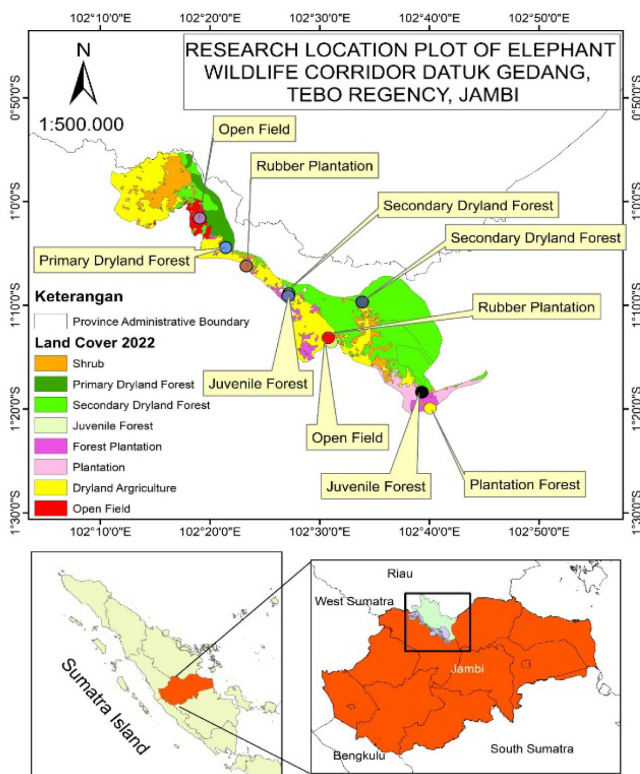 102°10'0"E 102°20'0"E 102°30'0"E 102°40'0"E 102°50'0"E
N
RESEARCH LOCATION PLOT OF ELEPHANT
WILDLIFE CORRIDOR DATUK GEDANG,
TEBO REGENCY, JAMBI
1:500.000
0°50'0"S
1°00'0"S
1°10'0"S
1°20'0"S
1°30'0"S
0°50'0"S
1°00'0"S
1°10'0"S
1°20'0"S
1°30'0"S
Open Field
Rubber Plantation
Secondary Dryland Forest
Secondary Dryland Forest
Primary Dryland Forest
Rubber Plantation
Juvenile Forest
Open Field
Juvenile Forest
Plantation Forest
Keterangan
Province Administrative Boundary
Land Cover 2022
Shrub
Primary Dryland Forest
Secondary Dryland Forest
Juvenile Forest
Forest Plantation
Plantation
Dryland Argriculture
Open Field
102°10'0"E 102°20'0"E 102°30'0"E 102°40'0"E 102°50'0"E
Sumatra Island
Riau
West Sumatra
Jambi
Bengkulu
South Sumatra